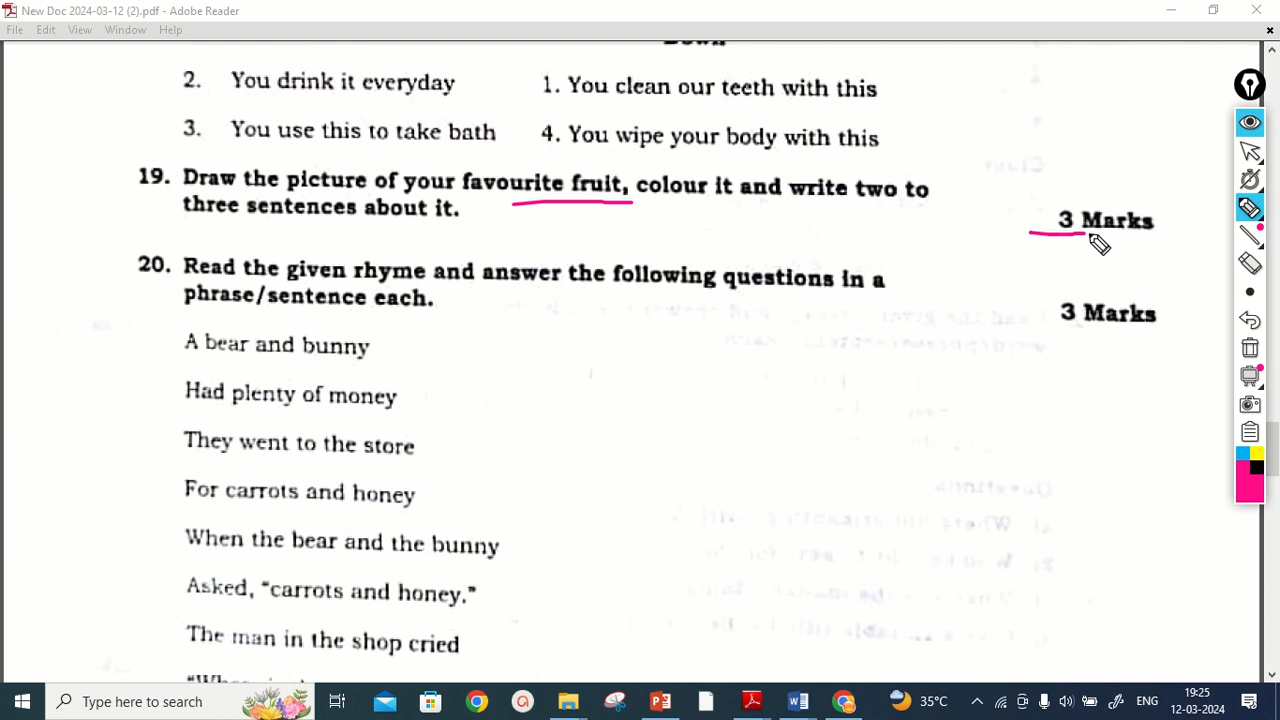 New Doc 2024-03-12 (2).pdf - Adobe Reader
File Edit View Window Help
Down
2. You drink it everyday
1. You clean our teeth with this
3. You use this to take bath
4. You wipe your body with this
19. Draw the picture of your favourite fruit, colour it and write two to
three sentences about it.
3 Marks
20. Read the given rhyme and answer the following questions in a
phrase/sentence each.
3 Marks
A bear and bunny
Had plenty of money
They went to the store
For carrots and honey
When the bear and the bunny
Asked, "carrots and honey."
The man in the shop cried
Type here to search
35°C
ENG
19:25
12-03-2024